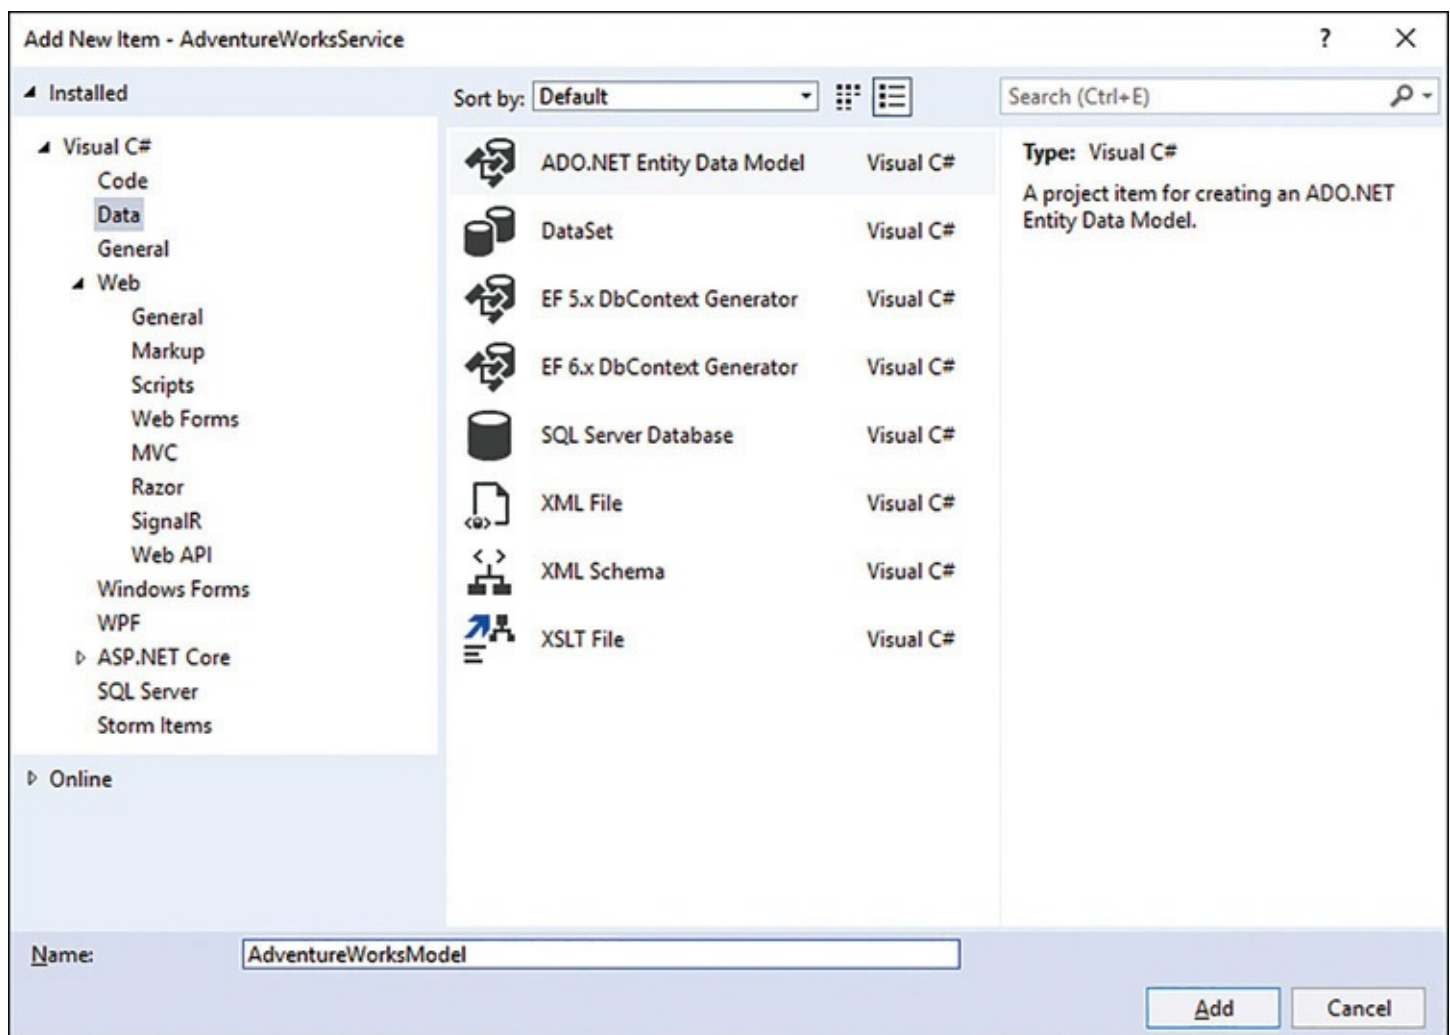 Add New Item - AdventureWorksService
? X
Installed
Visual C#
Code
Data
General
Web
General
Markup
Scripts
Web Forms
MVC
Razor
SignalR
Web API
Windows Forms
WPF
ASP.NET Core
SQL Server
Storm Items
Online
Sort by: Default
ADO.NET Entity Data Model Visual C#
DataSet Visual C#
EF 5.x DbContext Generator Visual C#
EF 6.x DbContext Generator Visual C#
SQL Server Database Visual C#
XML File Visual C#
XML Schema Visual C#
XSLT File Visual C#
Search (Ctrl+E)
Type: Visual C#
A project item for creating an ADO.NET
Entity Data Model.
Name: AdventureWorksModel
Add Cancel